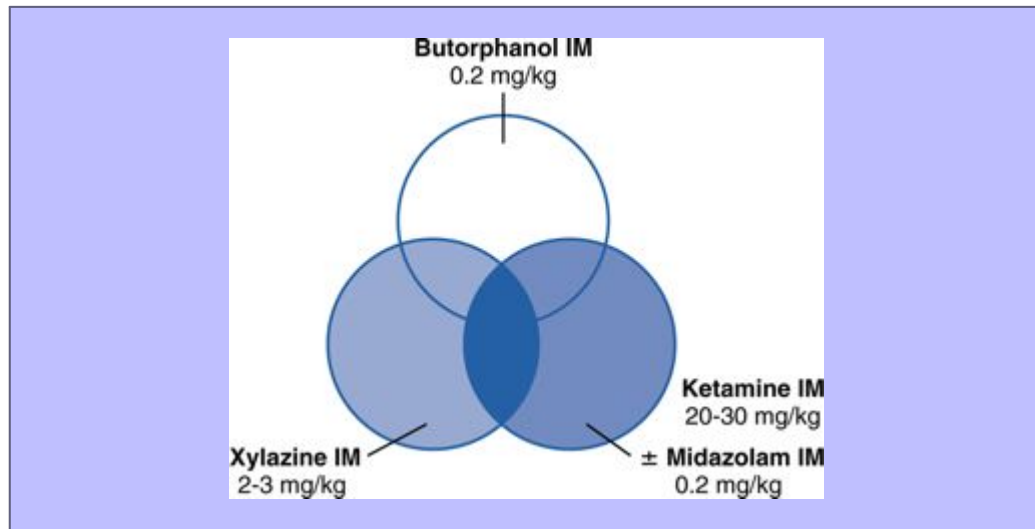 Butorphanol IM
0.2 mg/kg
Ketamine IM
20-30 mg/kg
Xylazine IM
2-3 mg/kg
± Midazolam IM
0.2 mg/kg